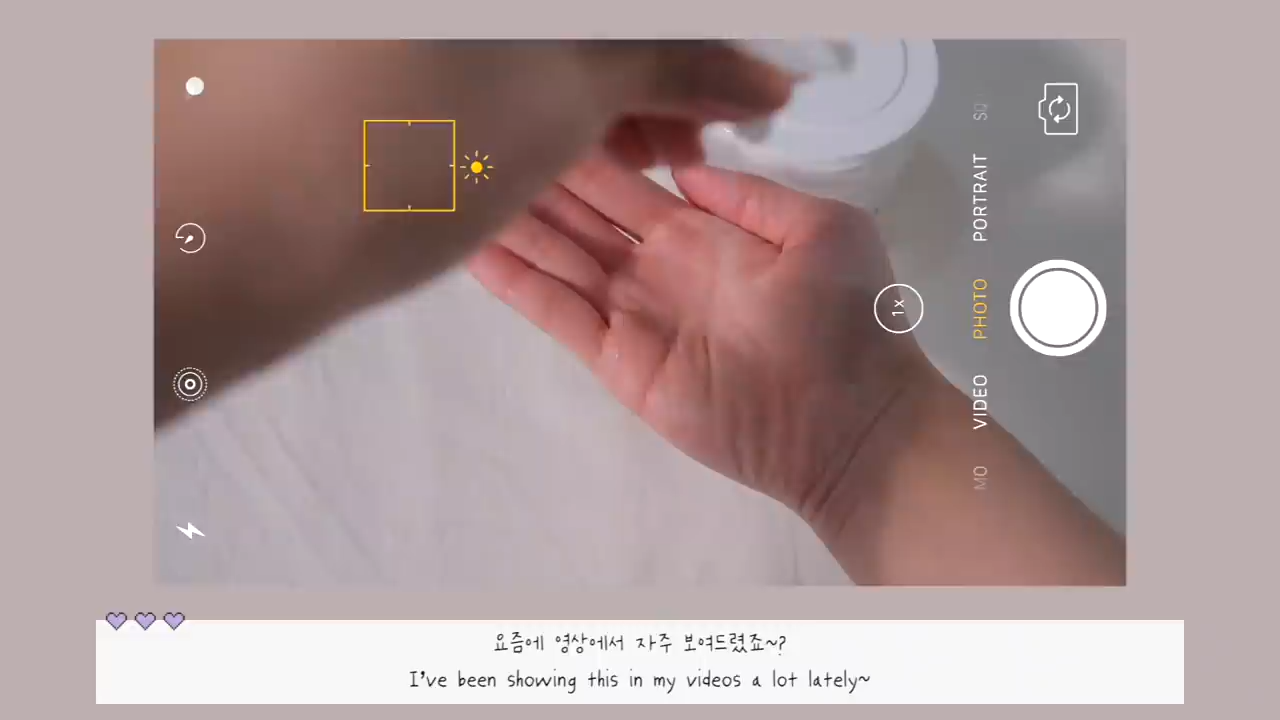 SQ
PORTRAIT
PHOTO
VIDEO
MO
1x
요즘에 영상에서 자주 보여드렸죠~?
I've been showing this in my videos a lot lately~